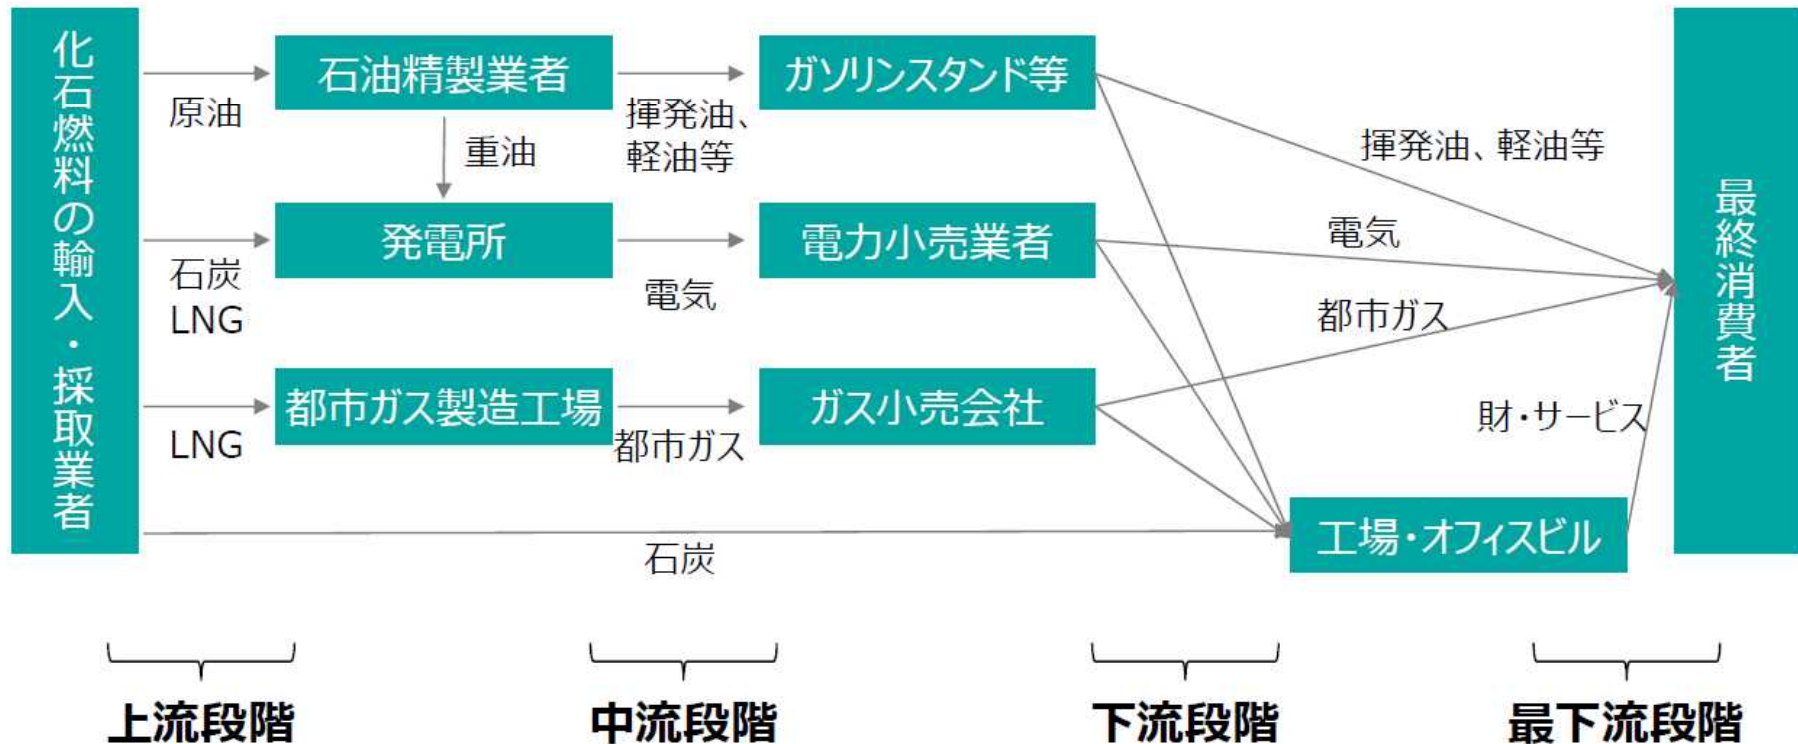 化石燃料の輸入・採取業者
原油
石油精製業者
重油
揮発油、
軽油等
ガソリンスタンド等
揮発油、軽油等
石炭
LNG
発電所
電気
電力小売業者
電気
LNG
都市ガス製造工場
都市ガス
ガス小売会社
都市ガス
石炭
工場・オフィスビル
財・サービス
最終消費者
上流段階
中流段階
下流段階
最下流段階